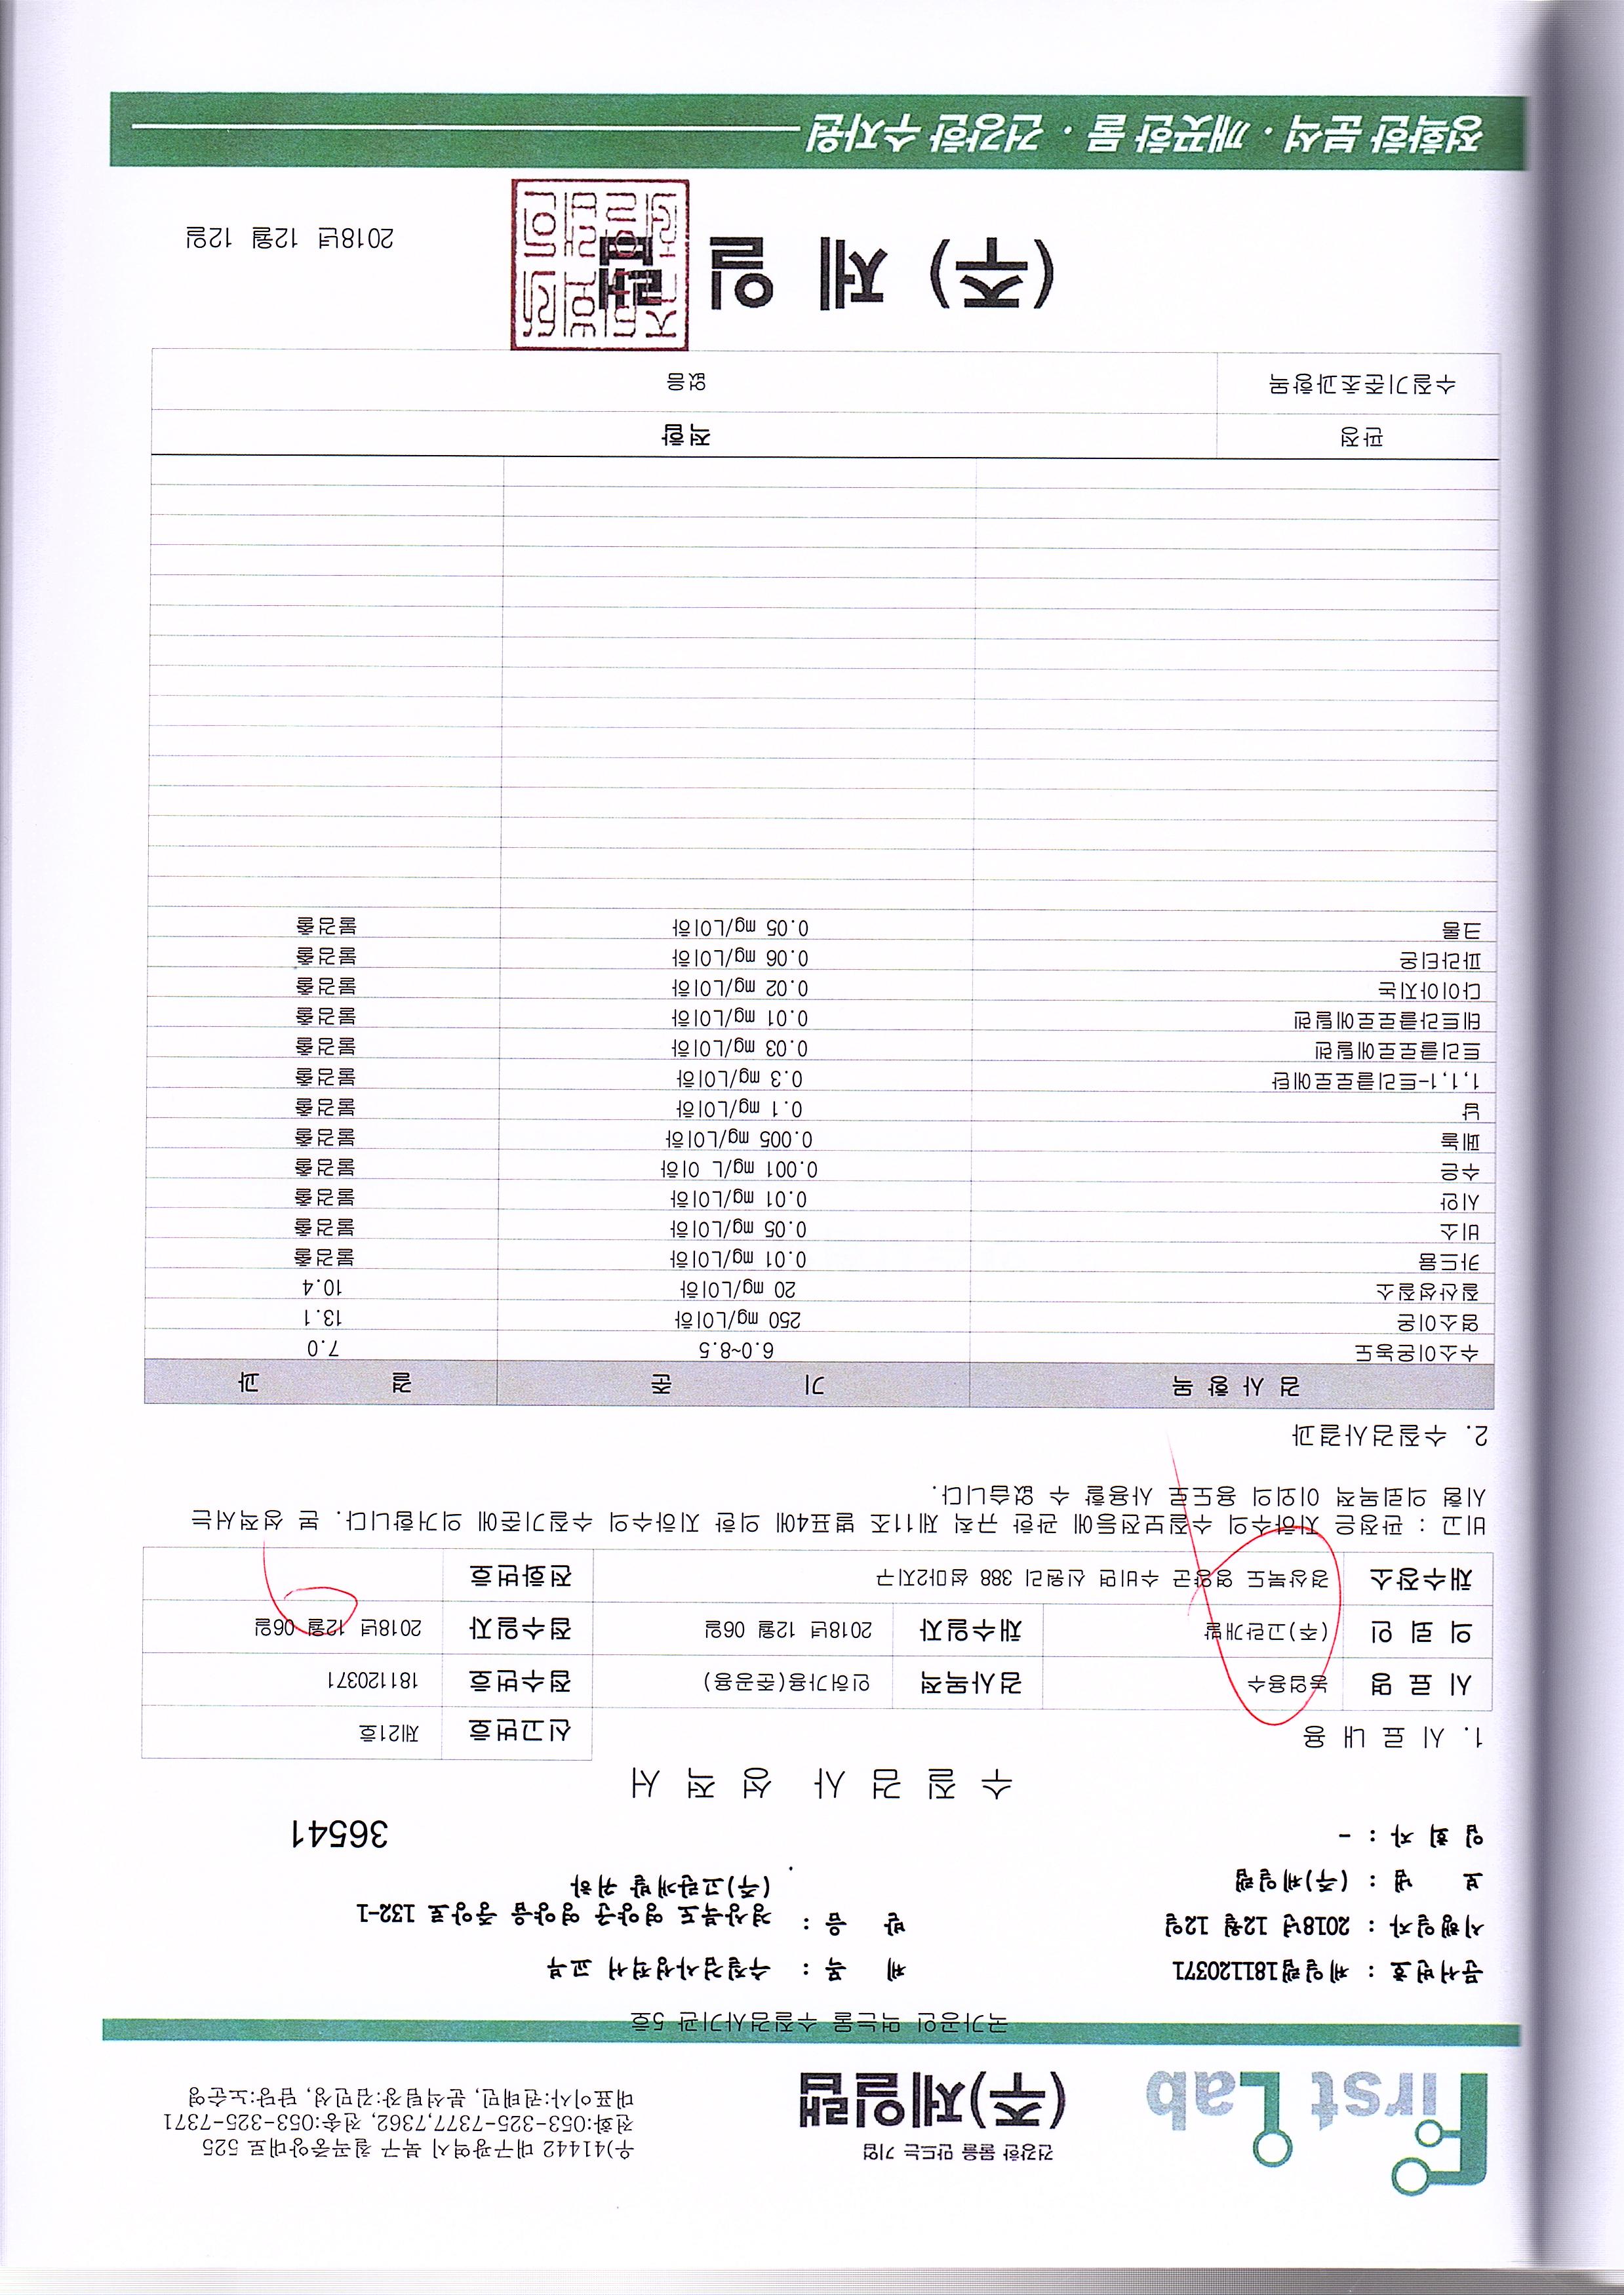 First Lab
건강한 물을 만드는 기업
(주)제일랩
우)41442 대구광역시 북구 칠곡중앙대로 525
전화:053-325-7377,7362, 전송:053-325-7371
대표이사:권태민, 분석팀장:김민성, 담당:노순영
국가공인 먹는물 수질검사기관 5호
문서번호 : 제일랩181120371
제 목 : 수질검사성적서 교부
시행일자 : 2018년 12월 12일
받 음 : 경상북도 영양군 영양읍 중앙로 132-1
(주)고란개발 귀하
보 냄 : (주)제일랩
입 회 자 : -
36541
수 질 검 사 성 적 서
1. 시 료 내 용
신고번호 제21호
시 료 명 농업용수 검사목적 인허가용(준공용) 접수번호 181120371
의 뢰 인 (주)고란개발 채수일자 2018년 12월 06일 접수일자 2018년 12월 06일
채수장소 경상북도 영양군 수비면 신원리 388 섬마2지구 전화번호
비고 : 판정은 지하수의 수질보전등에 관한 규칙 제11조 별표4에 의한 지하수의 수질기준에 의거합니다. 본 성적서는
시험 의뢰목적 이외의 용도로 사용할 수 없습니다.
2. 수질검사결과
검 사 항 목 기 준 결 과
수소이온농도 6.0~8.5 7.0
염소이온 250 mg/L이하 13.1
질산성질소 20 mg/L이하 10.4
카드뮴 0.01 mg/L이하 불검출
비소 0.05 mg/L이하 불검출
시안 0.01 mg/L이하 불검출
수은 0.001 mg/L 이하 불검출
페놀 0.005 mg/L이하 불검출
납 0.1 mg/L이하 불검출
1,1,1-트리클로로에탄 0.3 mg/L이하 불검출
트리클로로에틸렌 0.03 mg/L이하 불검출
테트라클로로에틸렌 0.01 mg/L이하 불검출
다이아지논 0.02 mg/L이하 불검출
파라티온 0.06 mg/L이하 불검출
크롬 0.05 mg/L이하 불검출
판정 적합
수질기준초과항목 없음
(주) 제 일 랩
2018년 12월 12일
정확한 분석 · 깨끗한 물 · 건강한 수자원